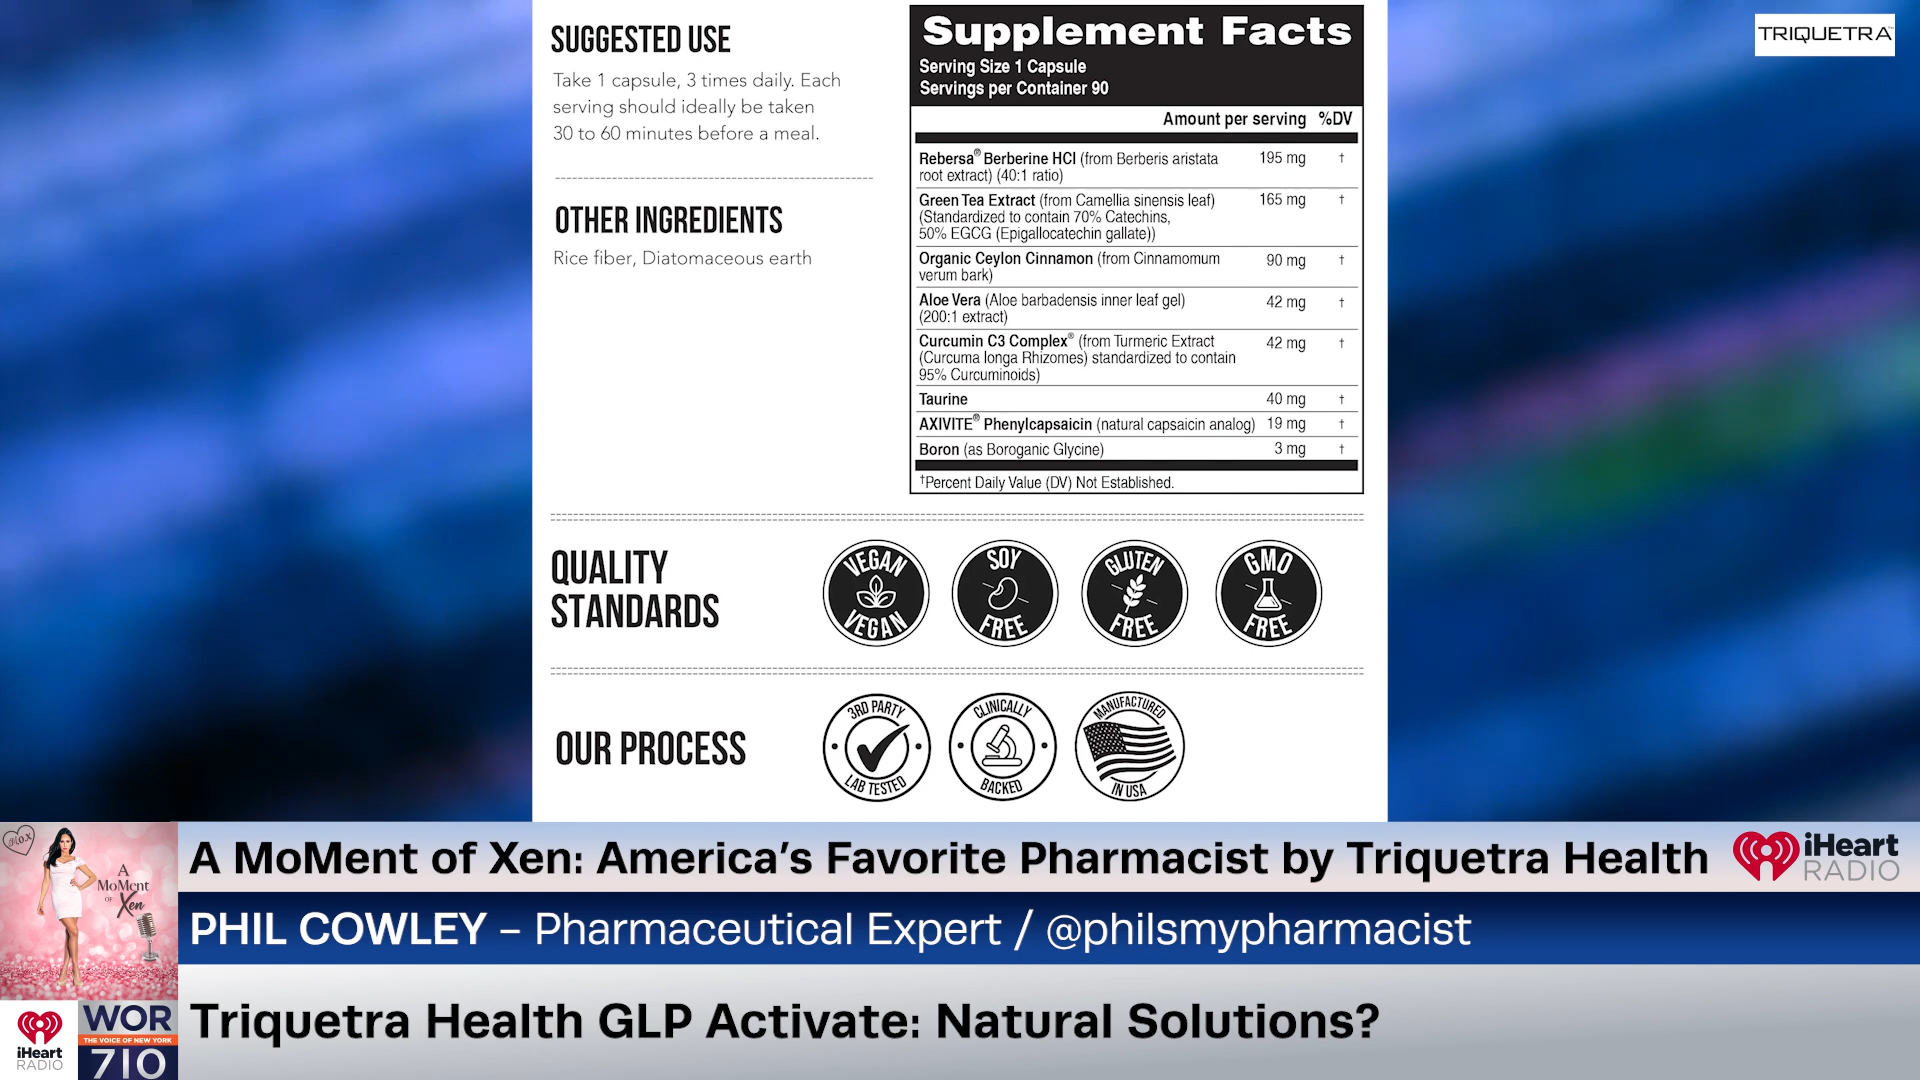 SUGGESTED USE
Take 1 capsule, 3 times daily. Each
serving should ideally be taken
30 to 60 minutes before a meal.
OTHER INGREDIENTS
Rice fiber, Diatomaceous earth
Supplement Facts
Serving Size 1 Capsule
Servings per Container 90
Amount per serving %DV
Rebersa® Berberine HCl (from Berberis aristata 195 mg †
root extract) (40:1 ratio)
Green Tea Extract (from Camellia sinensis leaf) 165 mg †
(Standardized to contain 70% Catechins,
50% EGCG (Epigallocatechin gallate))
Organic Ceylon Cinnamon (from Cinnamomum 90 mg †
verum bark)
Aloe Vera (Aloe barbadensis inner leaf gel) 42 mg †
(200:1 extract)
Curcumin C3 Complex® (from Turmeric Extract 42 mg †
(Curcuma longa Rhizomes) standardized to contain
95% Curcuminoids)
Taurine 40 mg †
AXIVITE® Phenylcapsaicin (natural capsaicin analog) 19 mg †
Boron (as Boroganic Glycine) 3 mg †
†Percent Daily Value (DV) Not Established.
TRIQUETRA
QUALITY
STANDARDS
VEGAN
VEGAN
SOY
FREE
GLUTEN
FREE
GMO
FREE
OUR PROCESS
3RD PARTY
LAB TESTED
CLINICALLY
BACKED
MANUFACTURED
IN USA
M.O.X
A
MoMent
OF
Xen
A MoMent of Xen: America's Favorite Pharmacist by Triquetra Health
iHeart
RADIO
PHIL COWLEY – Pharmaceutical Expert / @philsmypharmacist
iHeart
RADIO
WOR
THE VOICE OF NEW YORK
710
Triquetra Health GLP Activate: Natural Solutions?